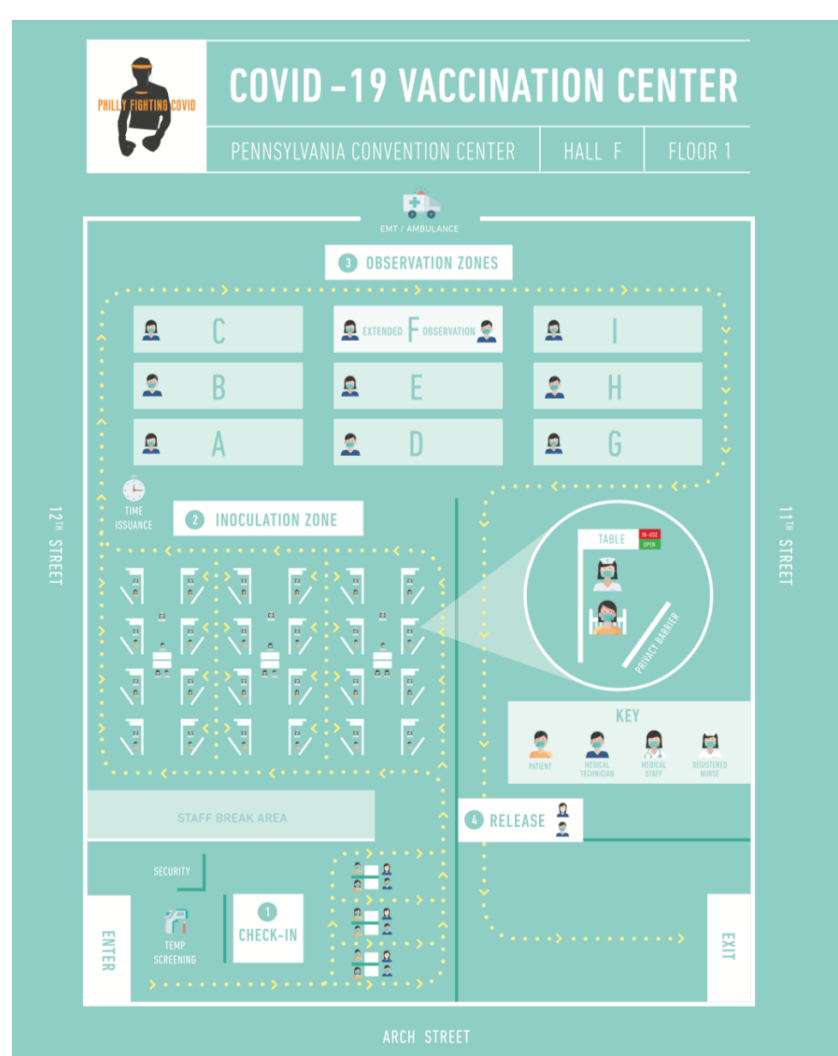 PHILLY FIGHTING COVID
COVID -19 VACCINATION CENTER
PENNSYLVANIA CONVENTION CENTER
HALL F
FLOOR 1
EMT / AMBULANCE
3 OBSERVATION ZONES
C
EXTENDED F OBSERVATION
I
B
E
H
A
D
G
TIME
ISSUANCE
2 INOCULATION ZONE
12TH STREET
11TH STREET
TABLE
IN-USE
OPEN
PRIVACY BARRIER
KEY
PATIENT
MEDICAL
TECHNICIAN
MEDICAL
STAFF
REGISTERED
NURSE
STAFF BREAK AREA
4 RELEASE
SECURITY
1
CHECK-IN
TEMP
SCREENING
ENTER
EXIT
ARCH STREET